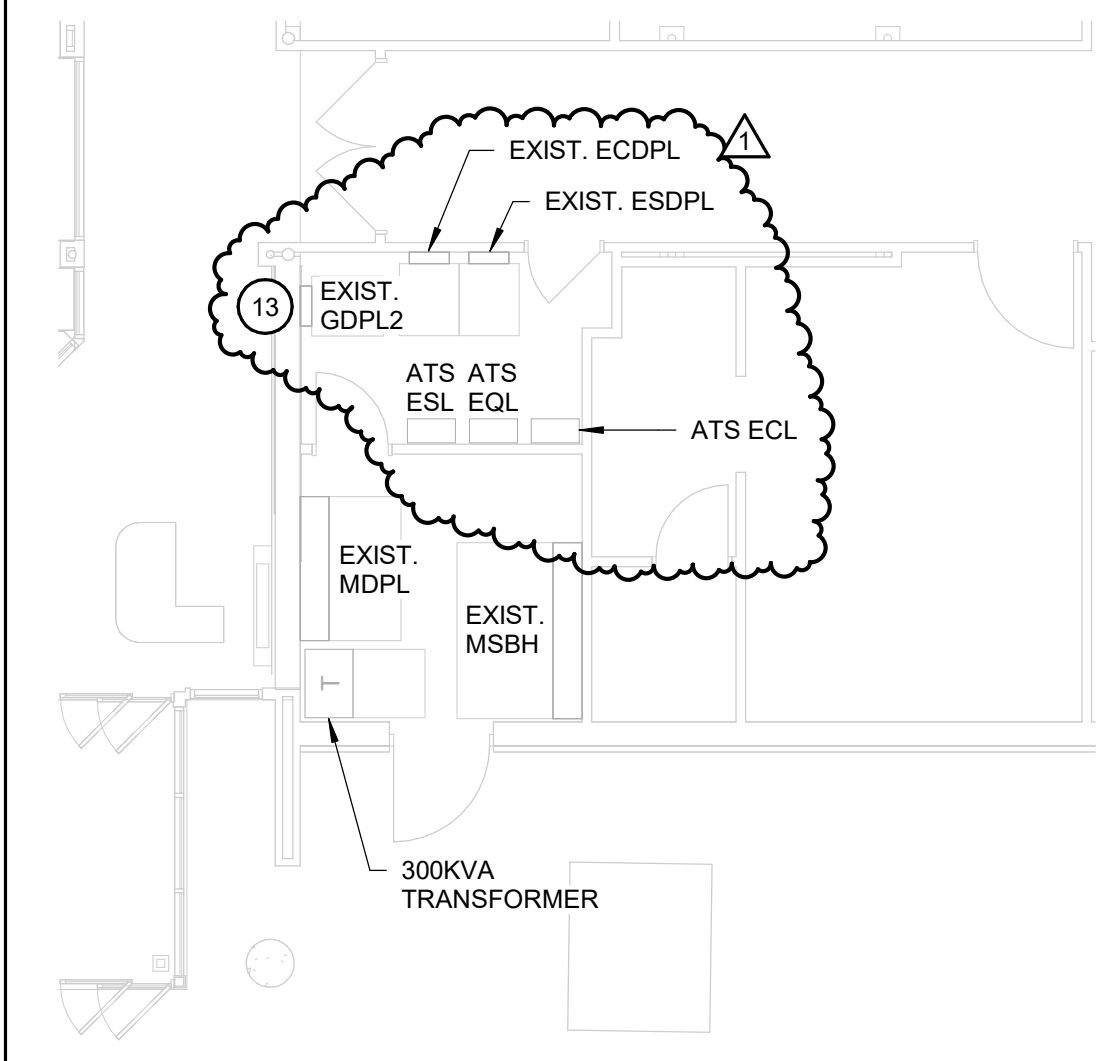 1
EXIST. ECDPL
EXIST. ESDPL
13
EXIST.
GDPL2
ATS
ESL
ATS
EQL
ATS ECL
EXIST.
MDPL
EXIST.
MSBH
T
300KVA
TRANSFORMER